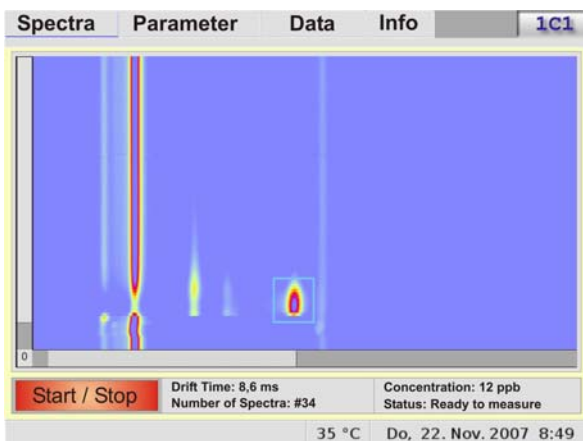 Spectra Parameter Data Info 1C1
0
Start / Stop
Drift Time: 8,6 ms
Number of Spectra: #34
Concentration: 12 ppb
Status: Ready to measure
35 °C Do, 22. Nov. 2007 8:49